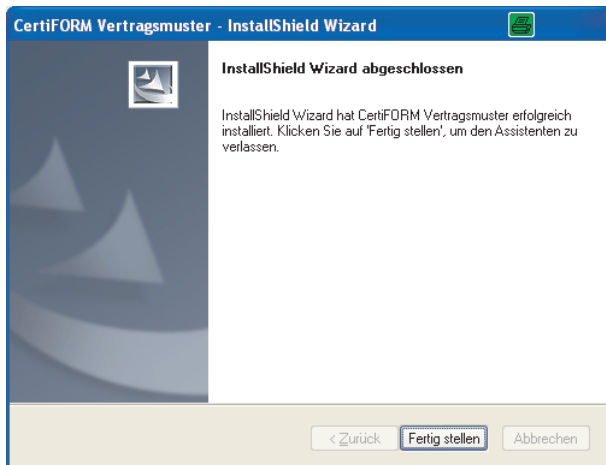 CertiFORM Vertragsmuster - InstallShield Wizard
InstallShield Wizard abgeschlossen
InstallShield Wizard hat CertiFORM Vertragsmuster erfolgreich
installiert. Klicken Sie auf 'Fertig stellen', um den Assistenten zu
verlassen.
< Zurück Fertig stellen Abbrechen